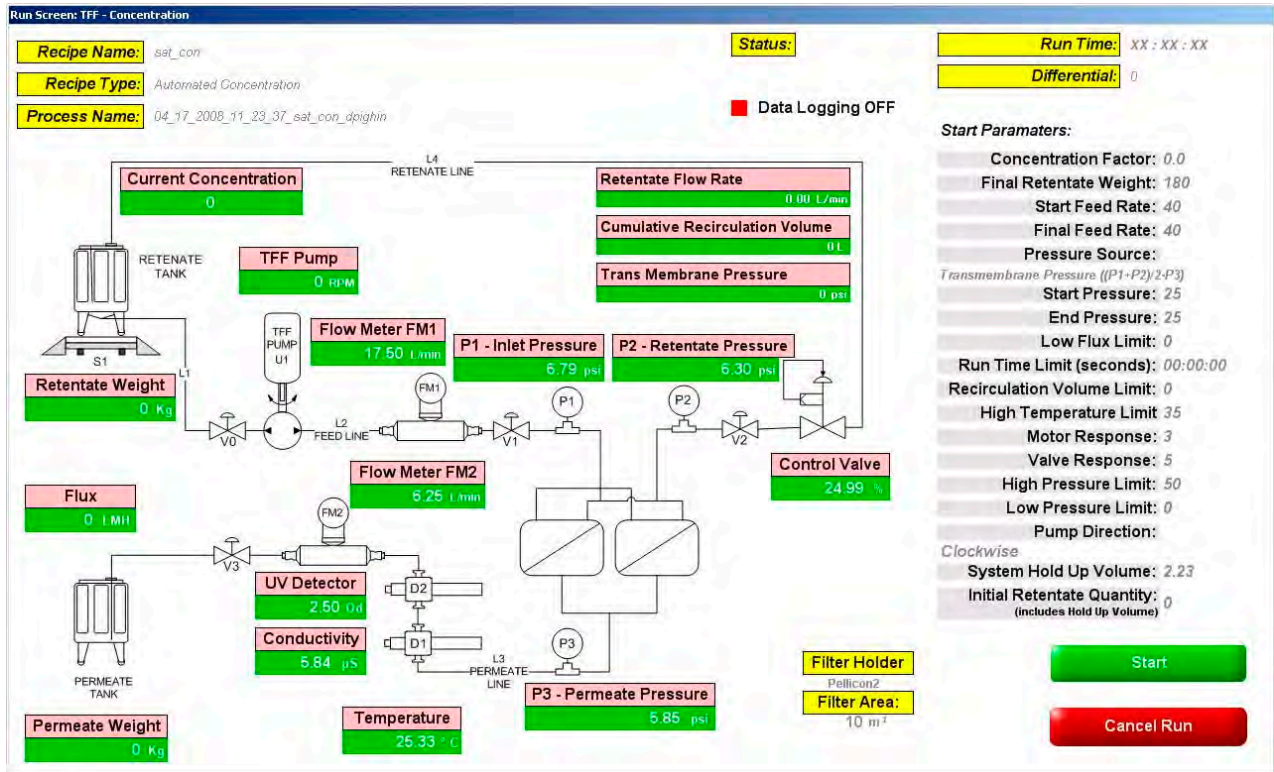 Run Screen: TFF - Concentration
Recipe Name: sat_con
Status:
Run Time: XX : XX : XX
Recipe Type: Automated Concentration
Differential: 0
Process Name: 04_17_2008_11_23_37_sat_con_dpighin
Data Logging OFF
Start Paramaters:
L4
RETENATE LINE
Current Concentration
0
Retentate Flow Rate
0.00 L/min
Cumulative Recirculation Volume
0 L
Trans Membrane Pressure
0 psi
RETENATE
TANK
TFF Pump
0 RPM
TFF
PUMP
U1
Flow Meter FM1
17.50 L/min
P1 - Inlet Pressure
6.79 psi
P2 - Retentate Pressure
6.30 psi
S1
L1
Retentate Weight
0 Kg
FM1
P1
P2
V0
L2
FEED LINE
V1
V2
Flow Meter FM2
6.25 L/min
Control Valve
24.99 %
Flux
0 LMH
FM2
V3
UV Detector
2.50 Od
D2
Conductivity
5.84 µS
D1
P3
L3
PERMEATE
LINE
PERMEATE
TANK
P3 - Permeate Pressure
5.85 psi
Permeate Weight
0 Kg
Temperature
25.33 ° C
Filter Holder
Pellicon2
Filter Area:
10 m²
Concentration Factor: 0.0
Final Retentate Weight: 180
Start Feed Rate: 40
Final Feed Rate: 40
Pressure Source:
Transmembrane Pressure ((P1+P2)/2-P3)
Start Pressure: 25
End Pressure: 25
Low Flux Limit: 0
Run Time Limit (seconds): 00:00:00
Recirculation Volume Limit: 0
High Temperature Limit 35
Motor Response: 3
Valve Response: 5
High Pressure Limit: 50
Low Pressure Limit: 0
Pump Direction:
Clockwise
System Hold Up Volume: 2.23
Initial Retentate Quantity: 0
(includes Hold Up Volume)
Start
Cancel Run